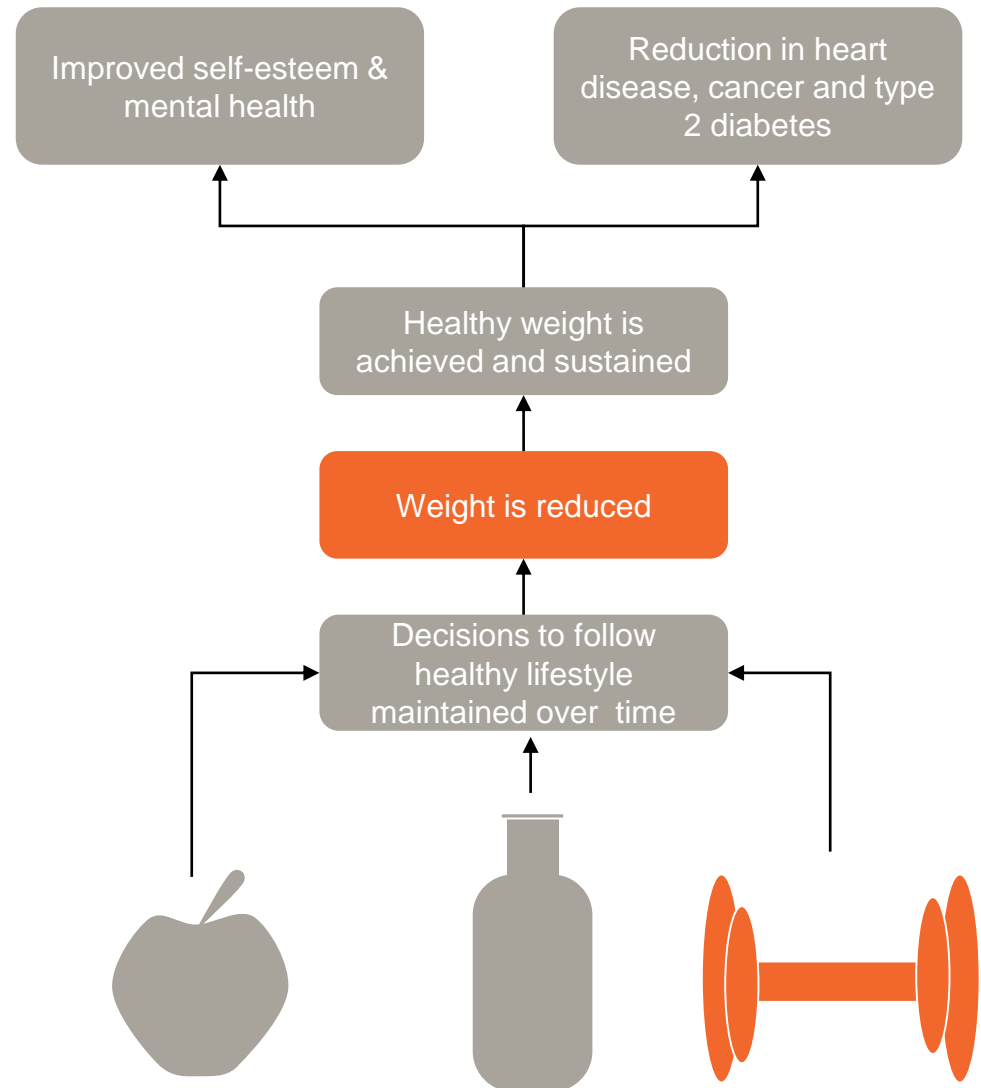 Improved self-esteem &
mental health
Reduction in heart
disease, cancer and type
2 diabetes
Healthy weight is
achieved and sustained
Weight is reduced
Decisions to follow
healthy lifestyle
maintained over  time